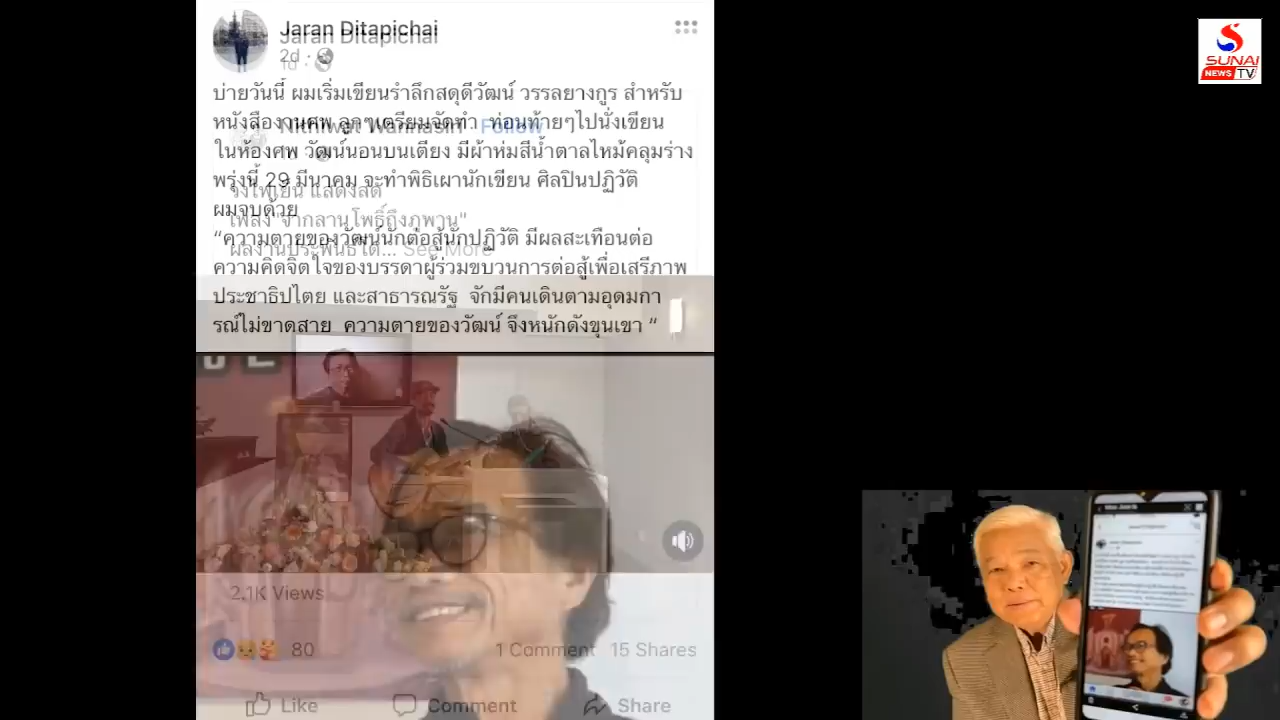 Jaran Ditapichai
Jaran Ditapichai
2d ·
1d ·
บ่ายวันนี้ ผมเริ่มเขียนรำลึกสดุดีวัฒน์ วรรลยางกูร สำหรับ
หนังสืองานศพ ลูกๆเตรียมจัดทำ ท่อนท้ายๆไปนั่งเขียน
Nithiwat Wannasiri · Follow
ในห้องศพ วัฒน์นอนบนเตียง มีผ้าห่มสีน้ำตาลไหม้คลุมร่าง
พรุ่งนี้ 29 มีนาคม จะทำพิธีเผานักเขียน ศิลปินปฏิวัติ
วงไฟเย็น แสดงสด
ผมจบด้วย
เพลง "จากลานโพธิ์ถึงภูพาน"
“ความตายของวัฒน์นักต่อสู้นักปฏิวัติ มีผลสะเทือนต่อ
ผลงานประพันธ์ได้... See More
ความคิดจิตใจของบรรดาผู้ร่วมขบวนการต่อสู้เพื่อเสรีภาพ
ประชาธิปไตย และสาธารณรัฐ จักมีคนเดินตามอุดมกา
รณ์ไม่ขาดสาย ความตายของวัฒน์ จึงหนักดังขุนเขา “
2.1K Views
80
1 Comment 15 Shares
Like Comment Share
SUNAI
NEWS TV